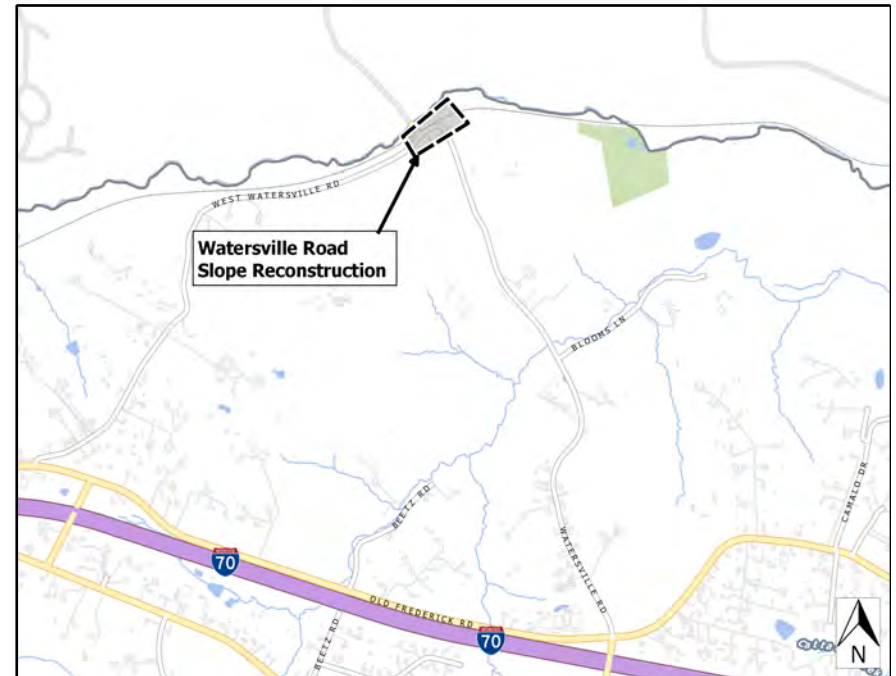 WEST WATERSVILLE RD
Watersville Road
Slope Reconstruction
BLOOMS LN
CAMALO DR
BEETZ RD
WATERSVILLE RD
70
OLD FREDERICK RD
70
BEETZ RD
N